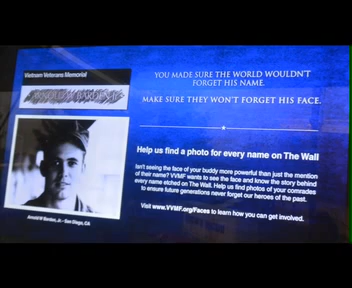 Vietnam Veterans Memorial
YOU MADE SURE THE WORLD WOULDN'T
FORGET HIS NAME.
MAKE SURE THEY WON'T FORGET HIS FACE.
Help us find a photo for every name on The Wall
Isn't seeing the face of your buddy more powerful than just the mention
of their name? VVMF wants to see the face and know the story behind
every name etched on The Wall. Help us find photos of your comrades
to ensure future generations never forget our heroes of the past.
Visit www.VVMF.org/Faces to learn how you can get involved.
Arnold W Barden, Jr. - San Diego, CA